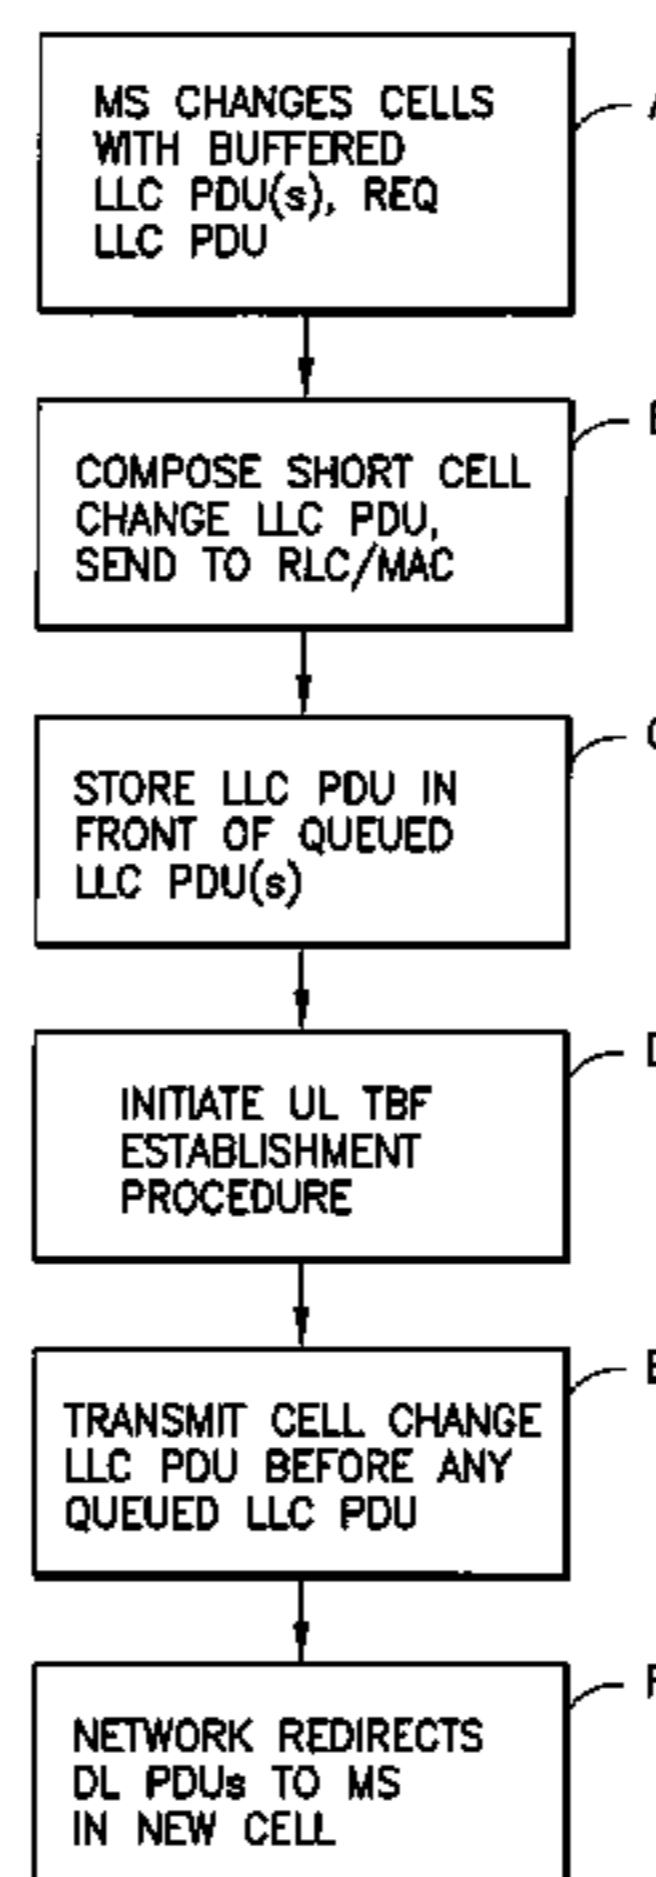 MS CHANGES CELLS
WITH BUFFERED
LLC PDU(s), REQ
LLC PDU
COMPOSE SHORT CELL
CHANGE LLC PDU,
SEND TO RLC/MAC
STORE LLC PDU IN
FRONT OF QUEUED
LLC PDU(s)
INITIATE UL TBF
ESTABLISHMENT
PROCEDURE
TRANSMIT CELL CHANGE
LLC PDU BEFORE ANY
QUEUED LLC PDU
NETWORK REDIRECTS
DL PDUs TO MS
IN NEW CELL